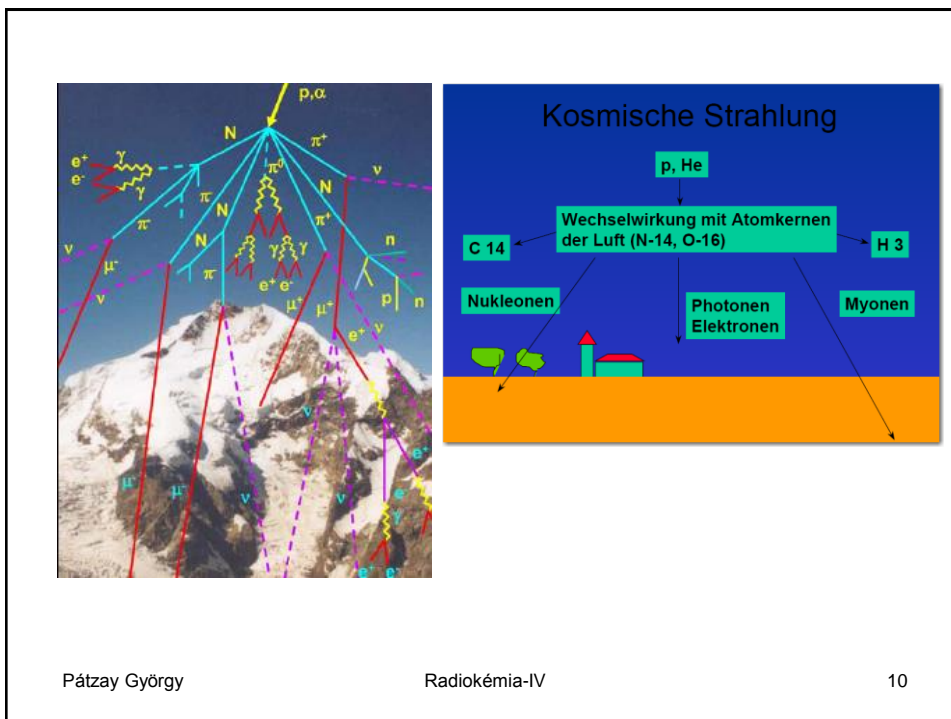 p,α
N
π⁺
e⁺
γ
e⁻
γ
π⁰
ν
N
π⁻
π⁺
π⁻
N
n
ν
γ
γ
μ⁻
π⁻
e⁺ e⁻
p
n
ν
μ⁺
μ⁺
ν
e⁺
ν
e⁺
μ⁻
μ⁻
ν
ν
e
γ
e⁺
e⁻
Kosmische Strahlung
p, He
Wechselwirkung mit Atomkernen
der Luft (N-14, O-16)
C 14
H 3
Nukleonen
Photonen
Elektronen
Myonen
Pátzay György
Radiokémia-IV
10